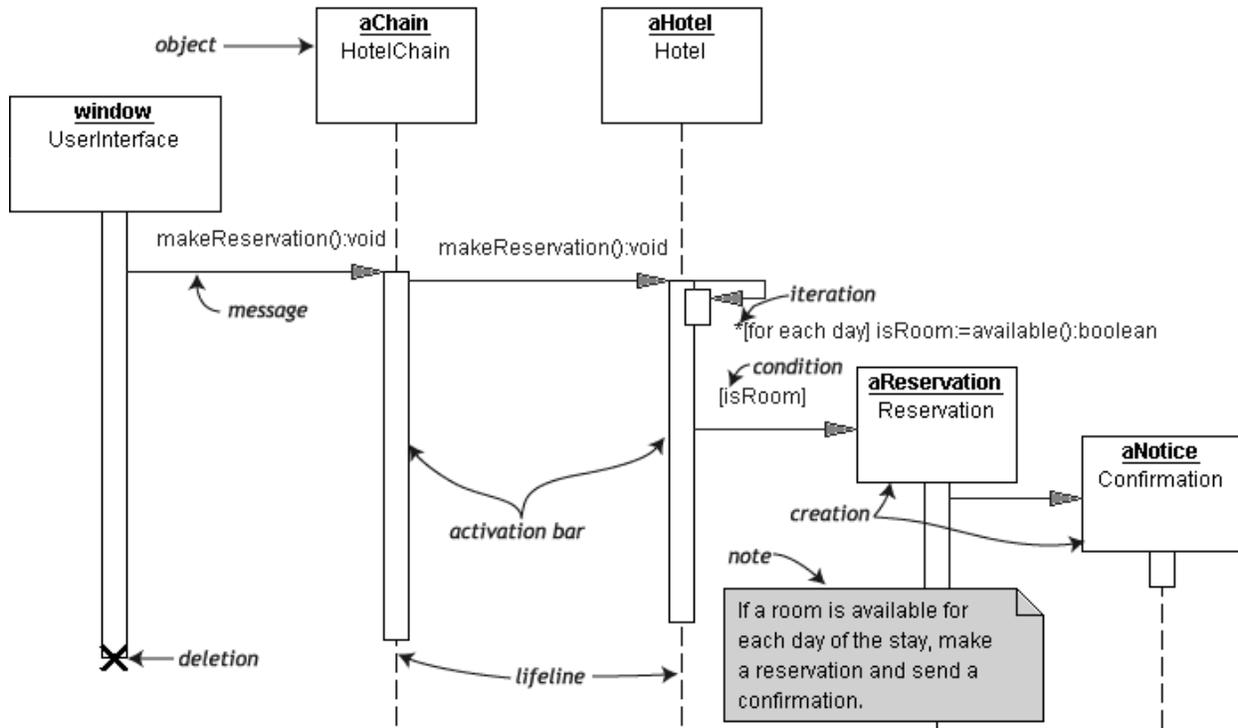 aChain
HotelChain
aHotel
Hotel
object
window
UserInterface
makeReservation():void
makeReservation():void
message
iteration
*[for each day] isRoom:=available():boolean
condition
[isRoom]
aReservation
Reservation
aNotice
Confirmation
activation bar
creation
note
If a room is available for
each day of the stay, make
a reservation and send a
confirmation.
deletion
lifeline